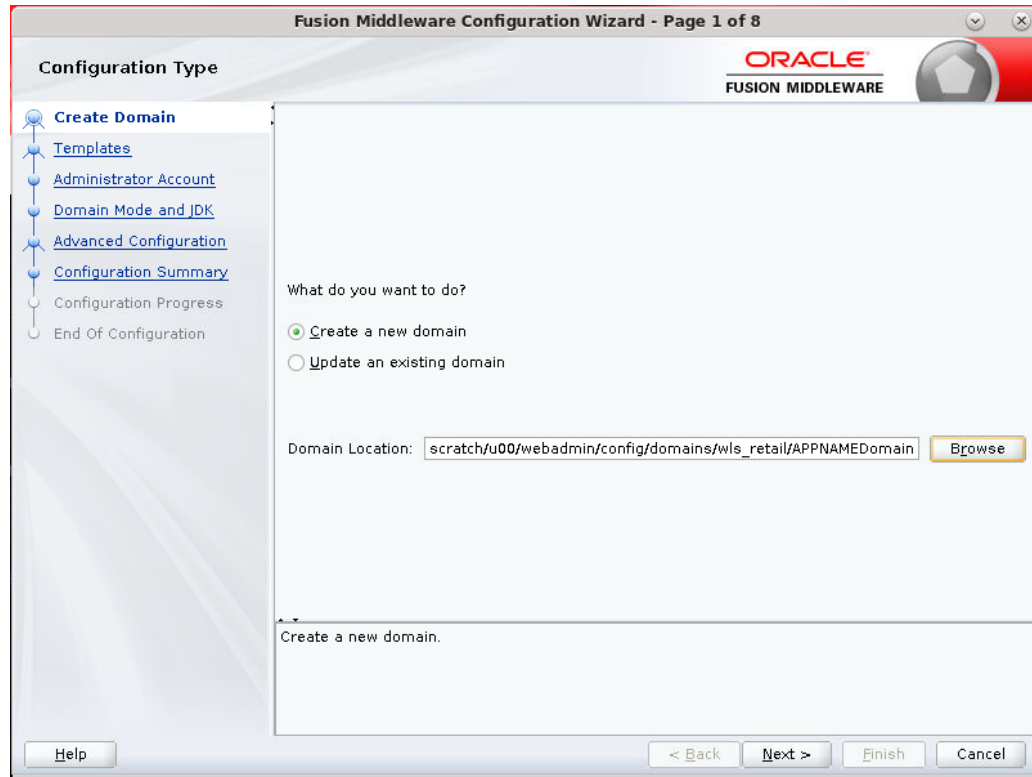 Fusion Middleware Configuration Wizard - Page 1 of 8
Configuration Type
ORACLE
FUSION MIDDLEWARE
Create Domain
Templates
Administrator Account
Domain Mode and JDK
Advanced Configuration
Configuration Summary
Configuration Progress
End Of Configuration
What do you want to do?
Create a new domain
Update an existing domain
Domain Location: scratch/u00/webadmin/config/domains/wls_retail/APPNAMEDomain Browse
Create a new domain.
Help < Back Next > Finish Cancel